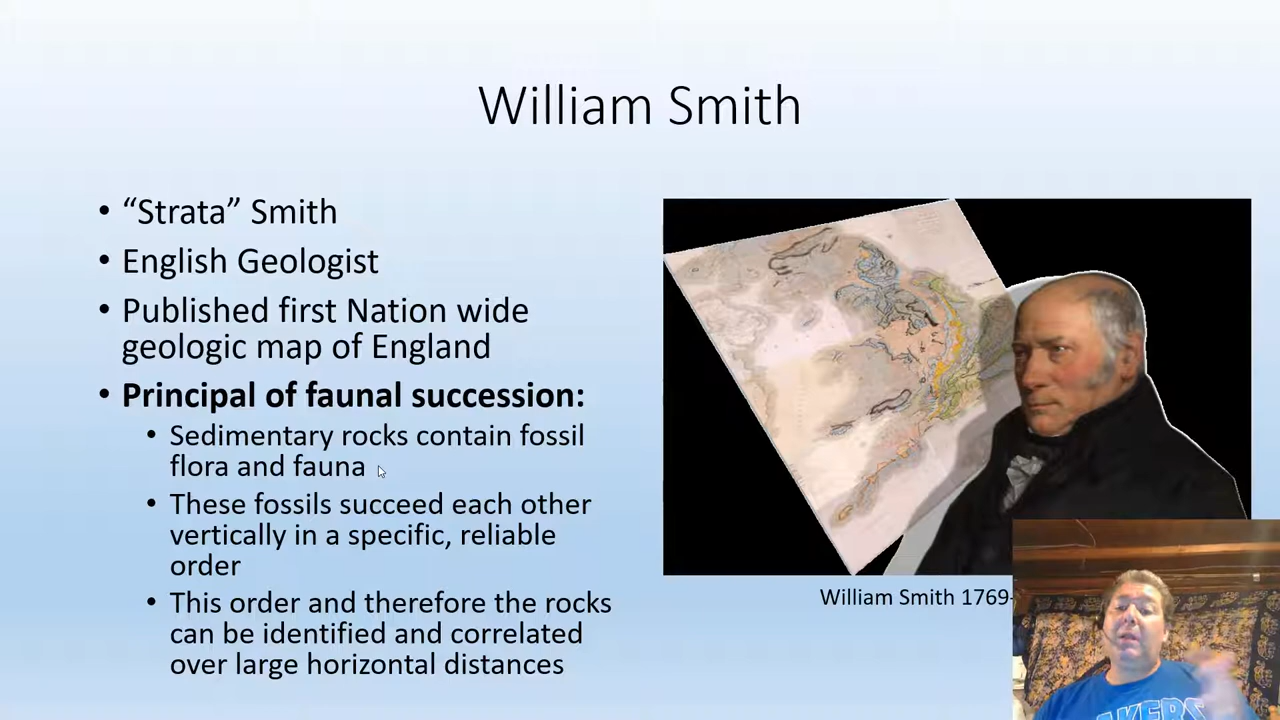 William Smith
• “Strata” Smith
• English Geologist
• Published first Nation wide
geologic map of England
• Principal of faunal succession:
• Sedimentary rocks contain fossil
flora and fauna
• These fossils succeed each other
vertically in a specific, reliable
order
• This order and therefore the rocks
can be identified and correlated
over large horizontal distances
William Smith 1769-